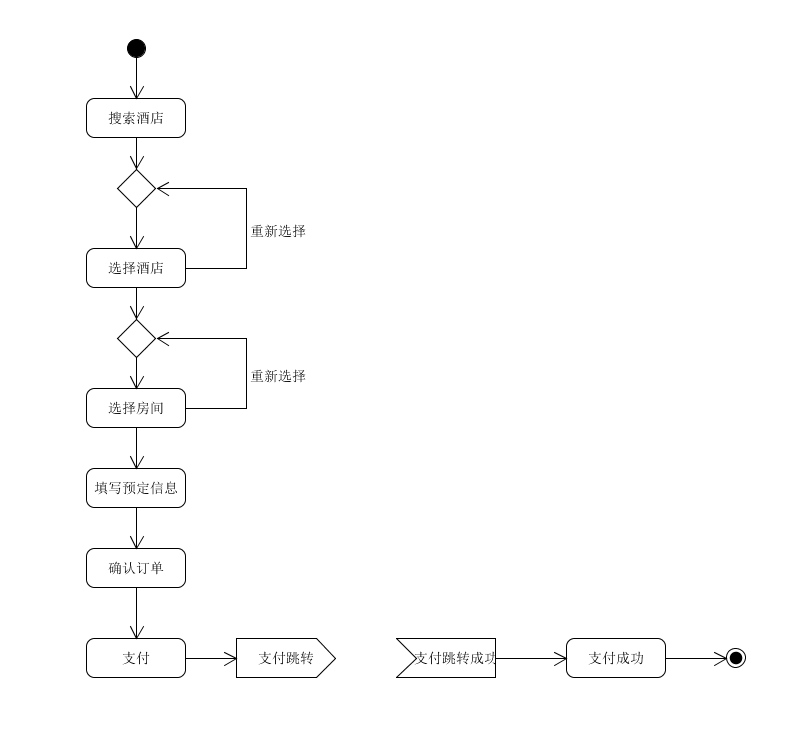 搜索酒店
重新选择
选择酒店
重新选择
选择房间
填写预定信息
确认订单
支付
支付跳转
支付跳转成功
支付成功